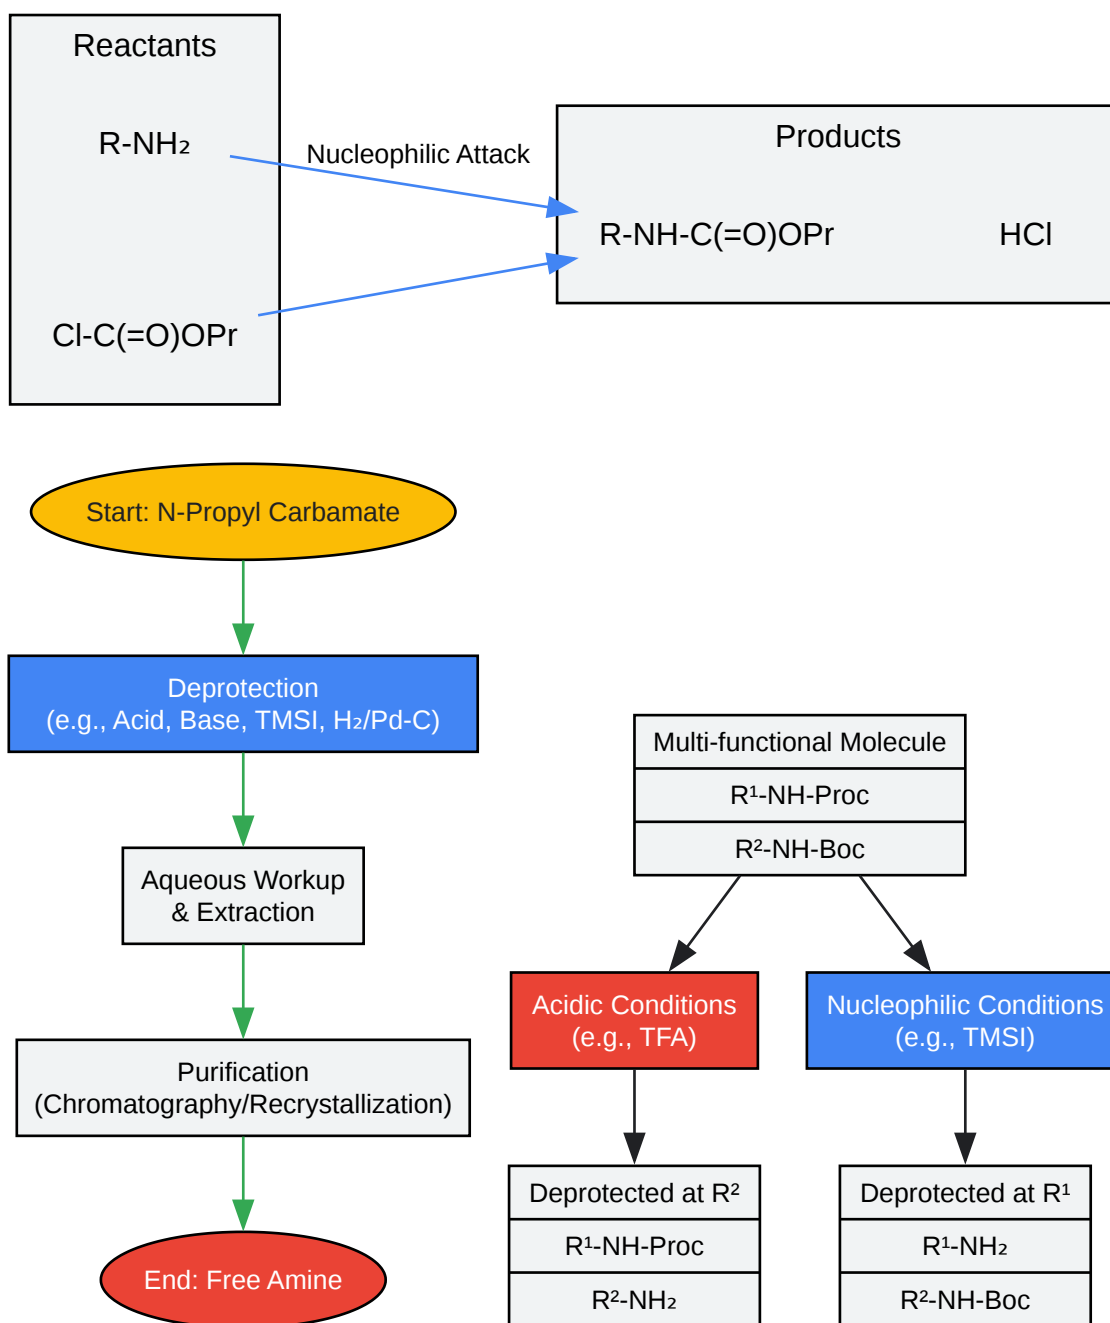 Reactants
R-NH₂
Cl-C(=O)OPr
Nucleophilic Attack
Products
R-NH-C(=O)OPr
HCl
Start: N-Propyl Carbamate
Deprotection
(e.g., Acid, Base, TMSI, H₂/Pd-C)
Aqueous Workup
& Extraction
Purification
(Chromatography/Recrystallization)
End: Free Amine
Multi-functional Molecule
R¹-NH-Proc
R²-NH-Boc
Acidic Conditions
(e.g., TFA)
Nucleophilic Conditions
(e.g., TMSI)
Deprotected at R²
R¹-NH-Proc
R²-NH₂
Deprotected at R¹
R¹-NH₂
R²-NH-Boc